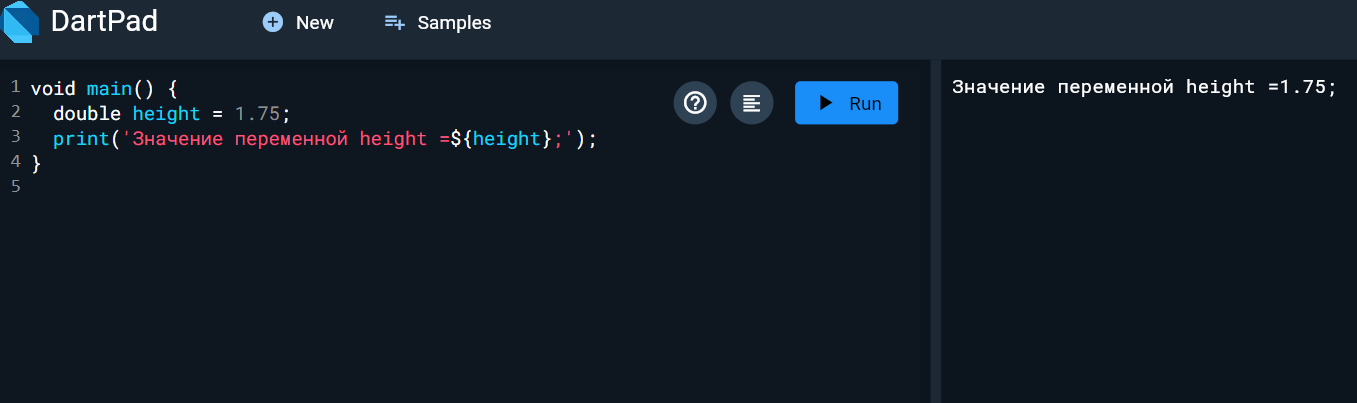 DartPad New Samples
1 void main() {
2 double height = 1.75;
3 print('Значение переменной height =${height};');
4 }
5
Run
Значение переменной height =1.75;